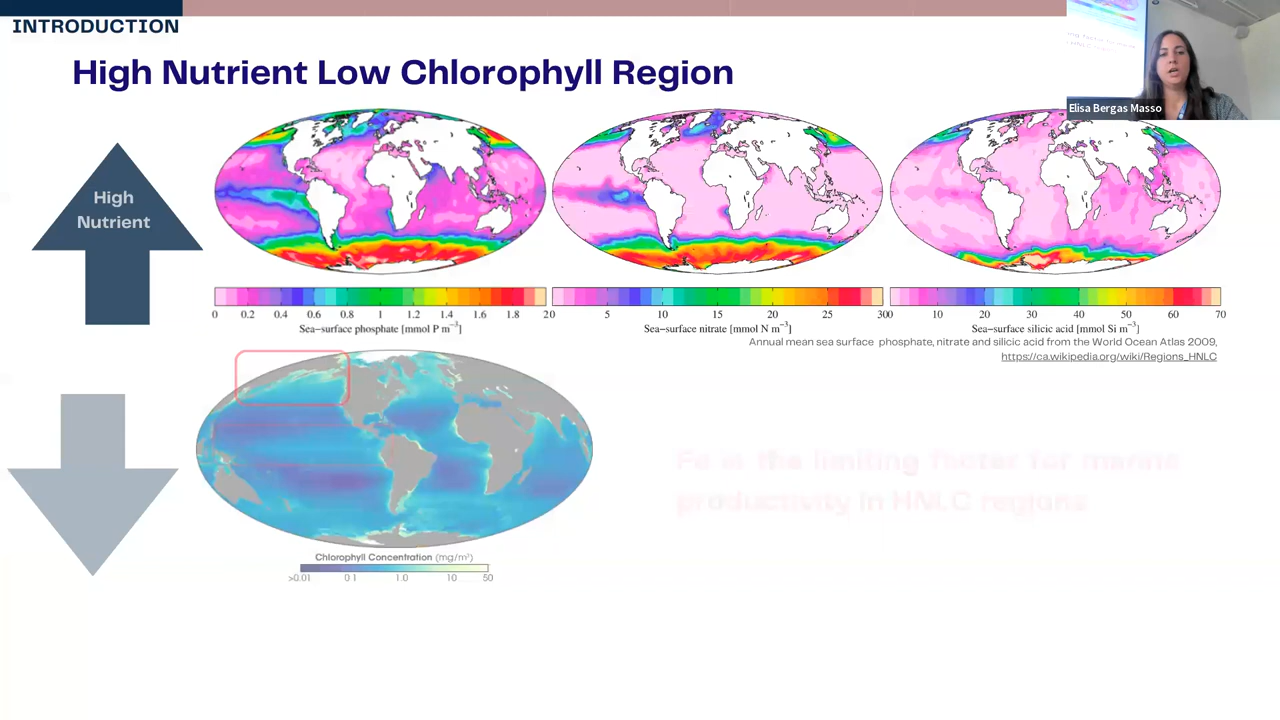 INTRODUCTION
High Nutrient Low Chlorophyll Region
Elisa Bergas Masso
High
Nutrient
0 0.2 0.4 0.6 0.8 1 1.2 1.4 1.6 1.8 2
Sea-surface phosphate [mmol P m⁻³]
0 5 10 15 20 25 30
Sea-surface nitrate [mmol N m⁻³]
0 10 20 30 40 50 60 70
Sea-surface silicic acid [mmol Si m⁻³]
Annual mean sea surface phosphate, nitrate and silicic acid from the World Ocean Atlas 2009,
https://ca.wikipedia.org/wiki/Regions_HNLC
Fe is the limiting factor for marine
productivity in HNLC regions
Chlorophyll Concentration (mg/m³)
>0.01 0.1 1.0 10 50